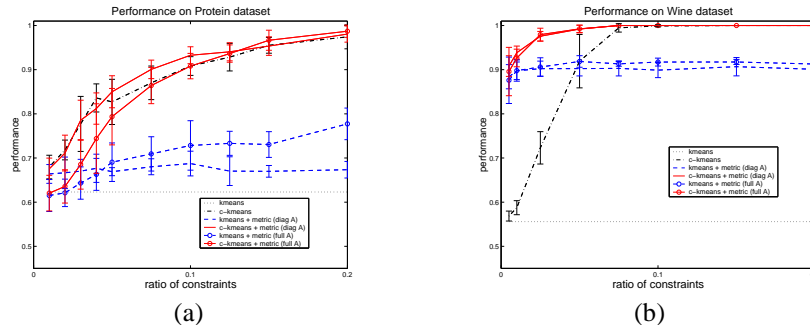 Performance on Protein dataset
1
0.9
0.8
0.7
0.6
0.5
performance
kmeans
c−kmeans
kmeans + metric (diag A)
c−kmeans + metric (diag A)
kmeans + metric (full A)
c−kmeans + metric (full A)
0
0.1
0.2
ratio of constraints
(a)
Performance on Wine dataset
1
0.9
0.8
0.7
0.6
0.5
performance
kmeans
c−kmeans
kmeans + metric (diag A)
c−kmeans + metric (diag A)
kmeans + metric (full A)
c−kmeans + metric (full A)
0
0.1
ratio of constraints
(b)